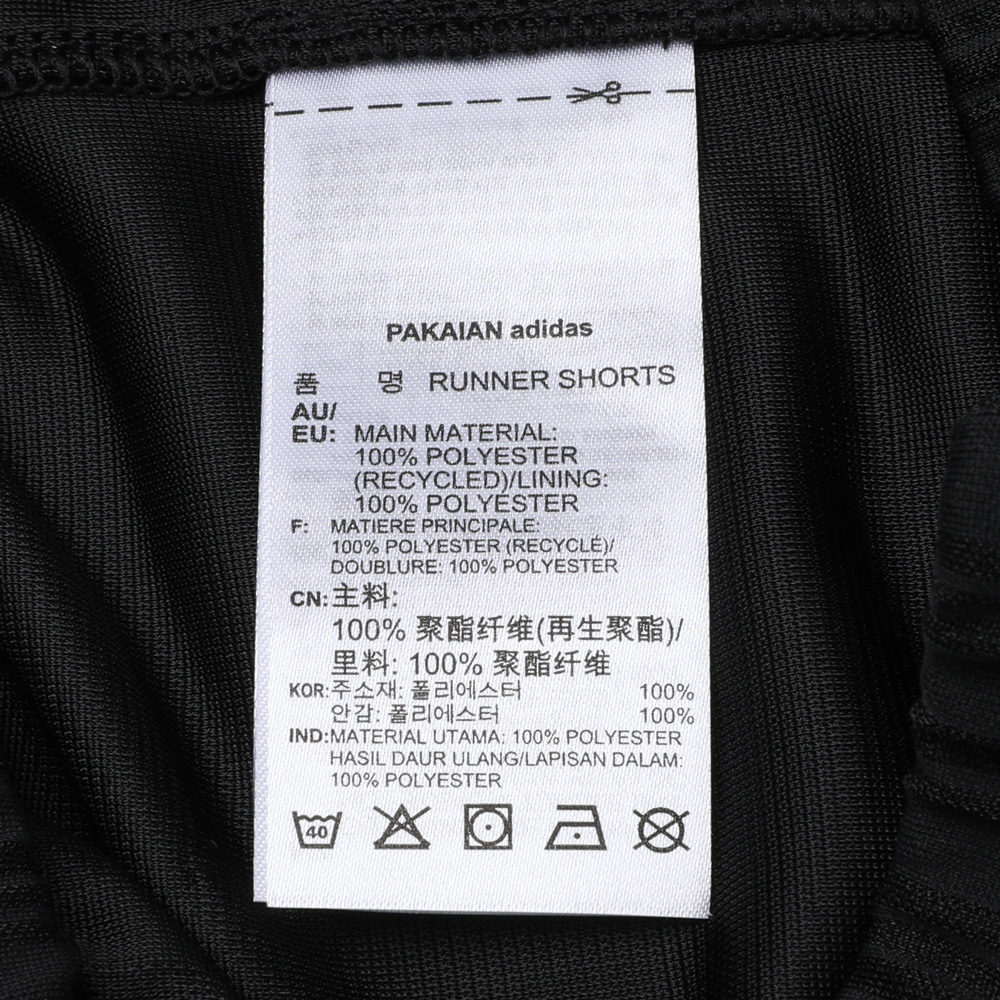 PAKAIAN adidas
품 명 RUNNER SHORTS
AU/
EU: MAIN MATERIAL:
100% POLYESTER
(RECYCLED)/LINING:
100% POLYESTER
F: MATIERE PRINCIPALE:
100% POLYESTER (RECYCLÉ)/
DOUBLURE: 100% POLYESTER
CN: 主料:
100% 聚酯纤维(再生聚酯)/
里料: 100% 聚酯纤维
KOR: 주소재: 폴리에스터 100%
안감: 폴리에스터 100%
IND: MATERIAL UTAMA: 100% POLYESTER
HASIL DAUR ULANG/LAPISAN DALAM:
100% POLYESTER
40